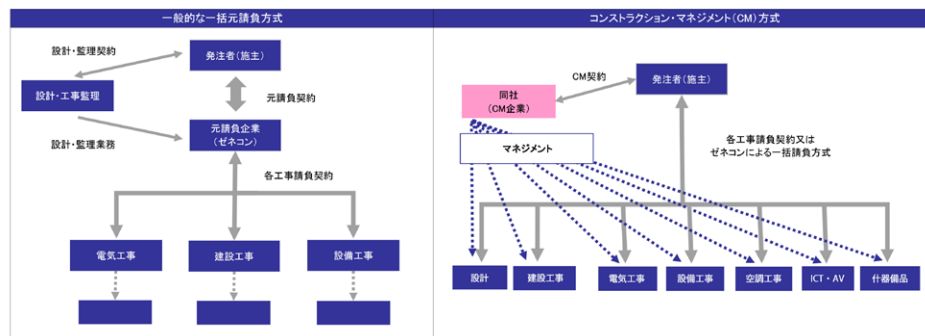 一般的な一括元請負方式
設計・監理契約
発注者(施主)
設計・工事監理
元請負契約
設計・監理業務
元請負企業
(ゼネコン)
各工事請負契約
電気工事
建設工事
設備工事
コンストラクション・マネジメント(CM)方式
CM契約
発注者(施主)
同社
(CM企業)
マネジメント
各工事請負契約又は
ゼネコンによる一括請負方式
設計
建設工事
電気工事
設備工事
空調工事
ICT・AV
什器備品